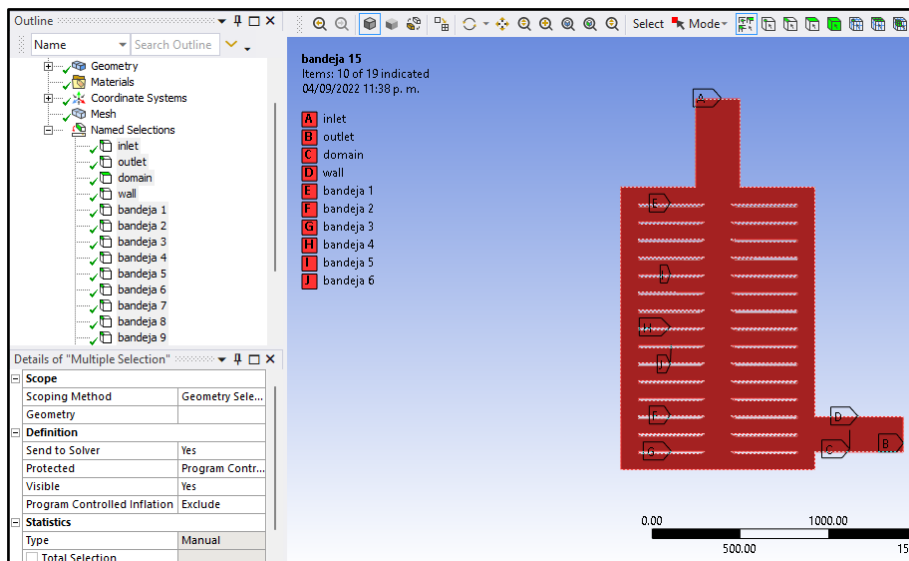 Outline
Name
Search Outline
Select
Mode
Geometry
Materials
Coordinate Systems
Mesh
Named Selections
inlet
outlet
domain
wall
bandeja 1
bandeja 2
bandeja 3
bandeja 4
bandeja 5
bandeja 6
bandeja 7
bandeja 8
bandeja 9
Details of "Multiple Selection"
Scope
Scoping Method Geometry Sele...
Geometry
Definition
Send to Solver Yes
Protected Program Contr...
Visible Yes
Program Controlled Inflation Exclude
Statistics
Type Manual
Total Selection
bandeja 15
Items: 10 of 19 indicated
04/09/2022 11:38 p. m.
A inlet
B outlet
C domain
D wall
E bandeja 1
F bandeja 2
G bandeja 3
H bandeja 4
I bandeja 5
J bandeja 6
A
E
H
F
D
G
C
B
0.00 1000.00
500.00 15